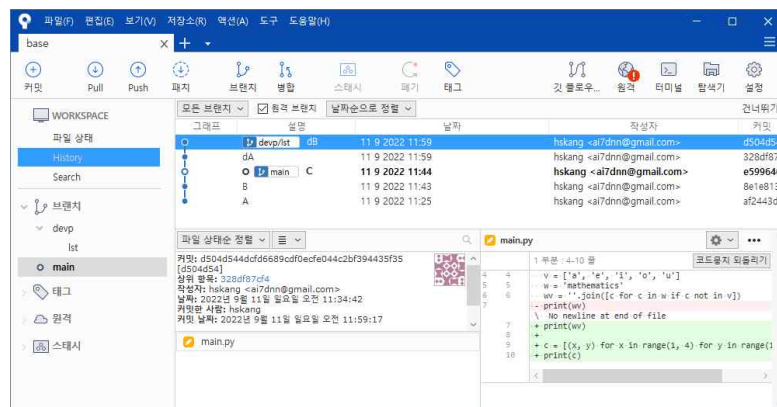 파일(F) 편집(E) 보기(V) 저장소(R) 액션(A) 도구 도움말(H)
base
커밋 Pull Push 패치 브랜치 병합 스태시 폐기 태그 깃 플로우... 원격 터미널 탐색기 설정
WORKSPACE
파일 상태
History
Search
브랜치
devp
lst
main
태그
원격
스태시
모든 브랜치 원격 브랜치 날짜순으로 정렬 건너뛰기
그래프 설명 날짜 작성자 커밋
devp/lst dB 11 9 2022 11:59 hskang <ai7dnn@gmail.com> d504d54
dA 11 9 2022 11:59 hskang <ai7dnn@gmail.com> 328df87
main C 11 9 2022 11:44 hskang <ai7dnn@gmail.com> e59964
B 11 9 2022 11:43 hskang <ai7dnn@gmail.com> 8e1e813
A 11 9 2022 11:25 hskang <ai7dnn@gmail.com> af2443d
파일 상태순 정렬
커밋: d504d544dcfd6689cdf0ecfe044c2bf394435f35
[d504d54]
상위 항목: 328df87cf4
작성자: hskang <ai7dnn@gmail.com>
날짜: 2022년 9월 11일 일요일 오전 11:34:42
커밋한 사람: hskang
커밋 날짜: 2022년 9월 11일 일요일 오전 11:59:17
main.py
main.py
1 부분 : 4-10 줄 코드뭉치 되돌리기
4 4 v = ['a', 'e', 'i', 'o', 'u']
5 5 w = 'mathematics'
6 6 wv = ''.join([c for c in w if c not in v])
7 - print(wv)
\ No newline at end of file
7 + print(wv)
8 +
9 + c = [(x, y) for x in range(1, 4) for y in range(1
10 + print(c)